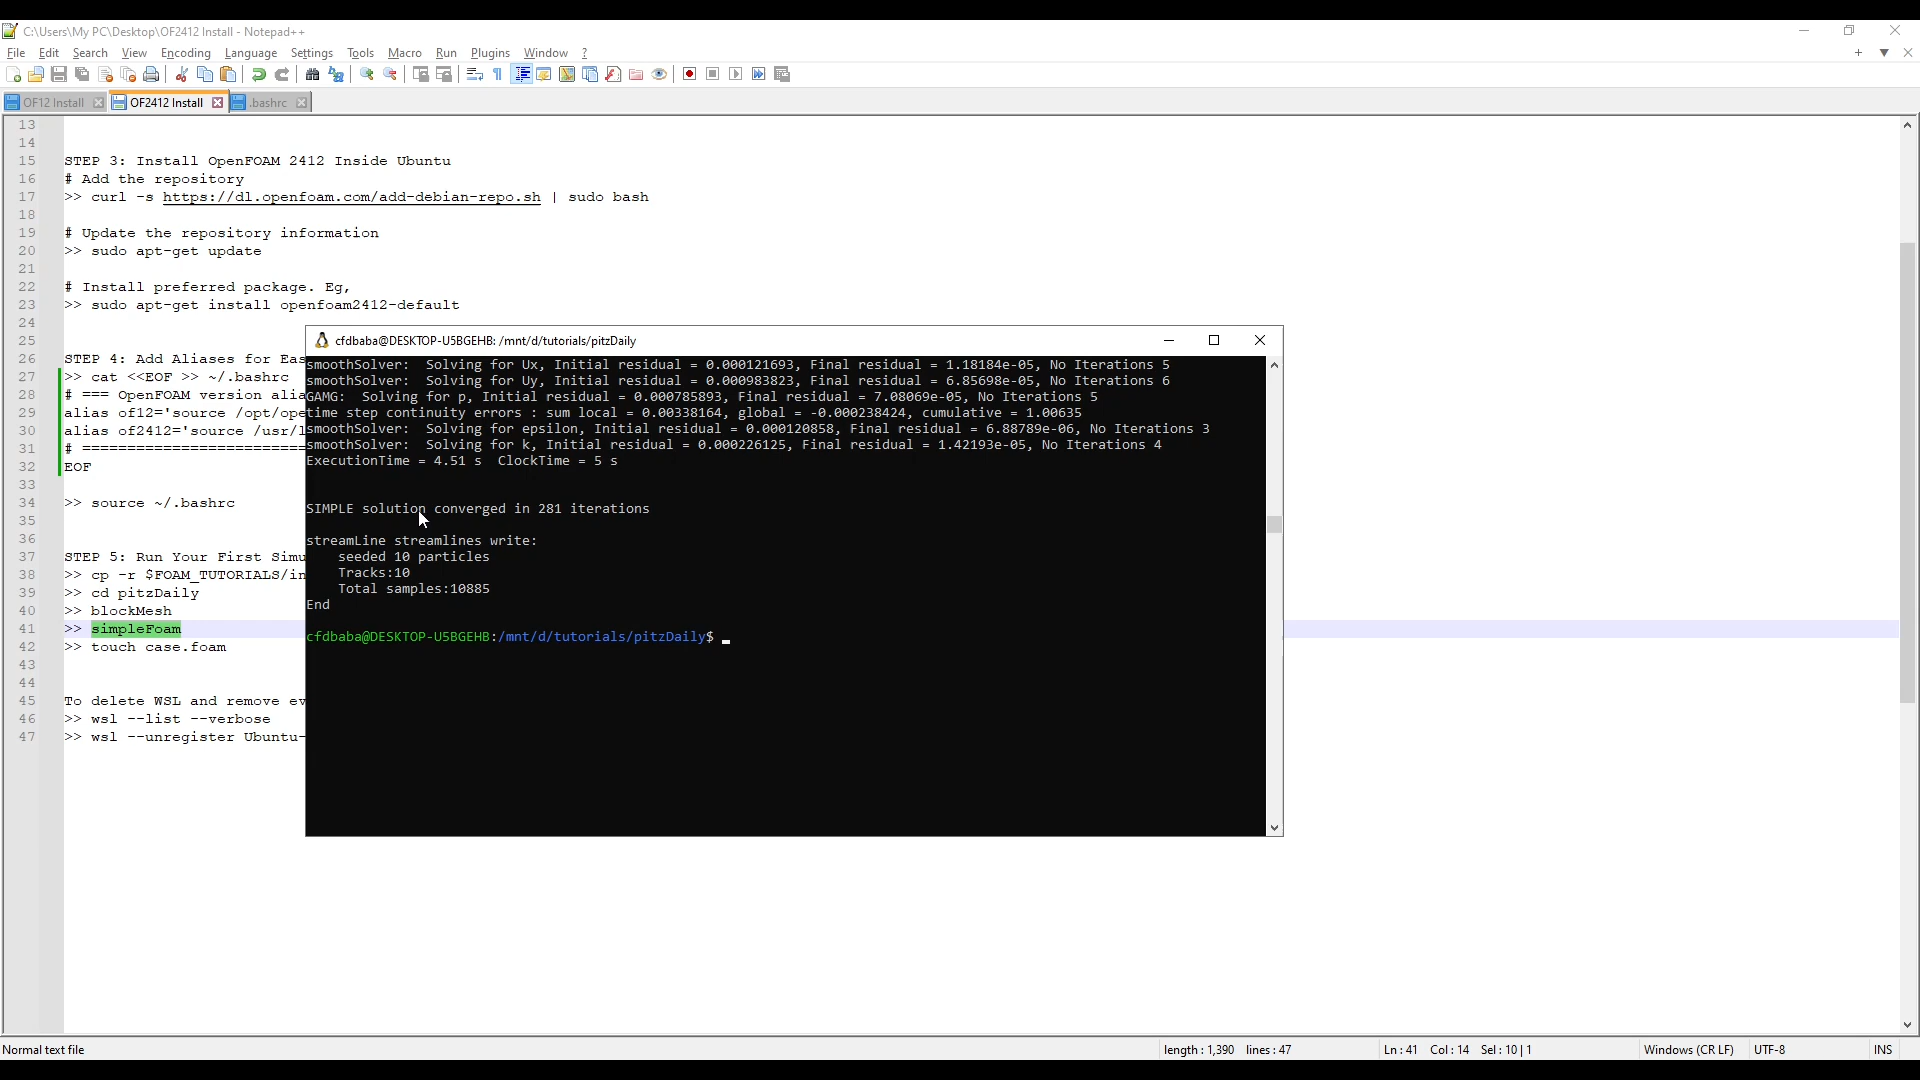 C:\Users\My PC\Desktop\OF2412 Install - Notepad++
File Edit Search View Encoding Language Settings Tools Macro Run Plugins Window ?
OF12 Install OF2412 Install .bashrc
13
14
15 STEP 3: Install OpenFOAM 2412 Inside Ubuntu
16 # Add the repository
17 >> curl -s https://dl.openfoam.com/add-debian-repo.sh | sudo bash
18
19 # Update the repository information
20 >> sudo apt-get update
21
22 # Install preferred package. Eg,
23 >> sudo apt-get install openfoam2412-default
24
25
26 STEP 4: Add Aliases for Eas
27 >> cat <<EOF >> ~/.bashrc
28 # === OpenFOAM version alia
29 alias of12='source /opt/ope
30 alias of2412='source /usr/l
31 # =========================
32 EOF
33
34 >> source ~/.bashrc
35
36
37 STEP 5: Run Your First Simu
38 >> cp -r $FOAM_TUTORIALS/in
39 >> cd pitzDaily
40 >> blockMesh
41 >> simpleFoam
42 >> touch case.foam
43
44
45 To delete WSL and remove ev
46 >> wsl --list --verbose
47 >> wsl --unregister Ubuntu-
cfdbaba@DESKTOP-U5BGEHB: /mnt/d/tutorials/pitzDaily
smoothSolver:  Solving for Ux, Initial residual = 0.000121693, Final residual = 1.18184e-05, No Iterations 5
smoothSolver:  Solving for Uy, Initial residual = 0.000983823, Final residual = 6.85698e-05, No Iterations 6
GAMG:  Solving for p, Initial residual = 0.000785893, Final residual = 7.08069e-05, No Iterations 5
time step continuity errors : sum local = 0.00338164, global = -0.000238424, cumulative = 1.00635
smoothSolver:  Solving for epsilon, Initial residual = 0.000120858, Final residual = 6.88789e-06, No Iterations 3
smoothSolver:  Solving for k, Initial residual = 0.000226125, Final residual = 1.42193e-05, No Iterations 4
ExecutionTime = 4.51 s  ClockTime = 5 s
SIMPLE solution converged in 281 iterations
streamLine streamlines write:
seeded 10 particles
Tracks:10
Total samples:10885
End
cfdbaba@DESKTOP-U5BGEHB:/mnt/d/tutorials/pitzDaily$
Normal text file length : 1,390 lines : 47 Ln : 41 Col : 14 Sel : 10 | 1 Windows (CR LF) UTF-8 INS